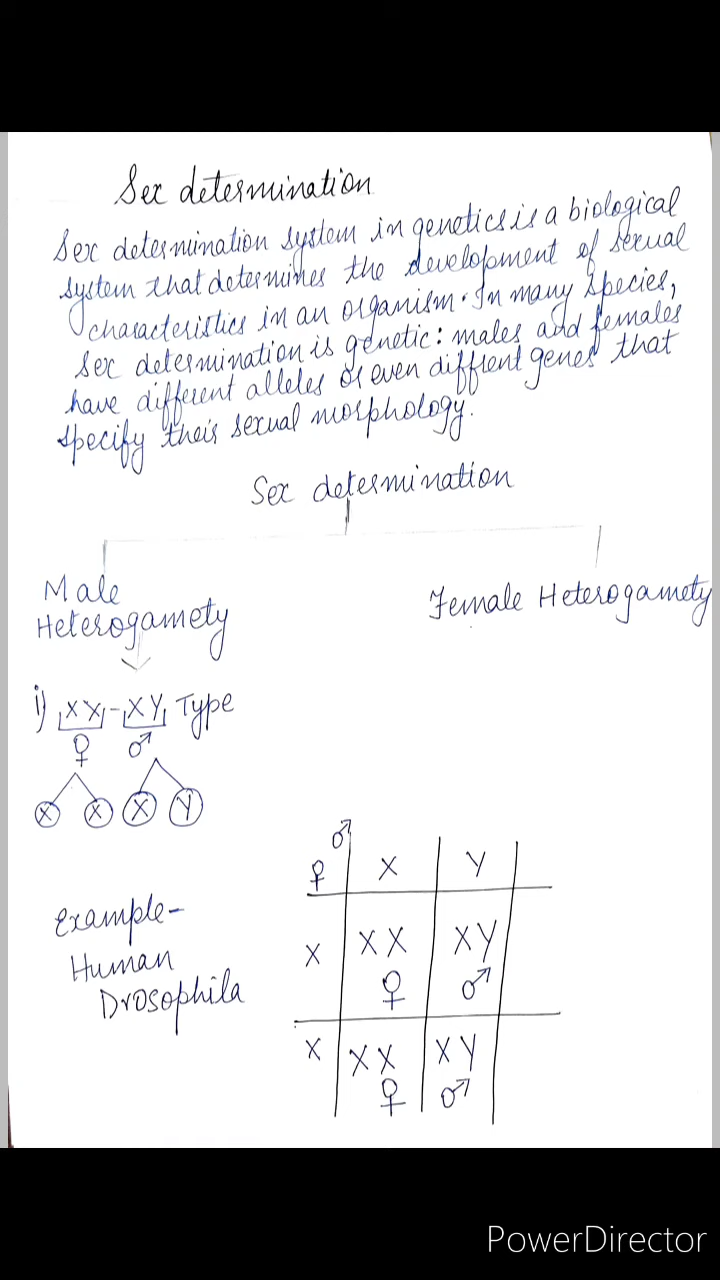 Sex determination
Sex determination system in genetics is a biological
system that determines the development of sexual
characteristics in an organism. In many species,
sex determination is genetic: males and females
have different alleles or even diffrent genes that
specify their sexual morphology.
Sex determination
Male
Heterogamety
Female Heterogamety
i) XX - XY Type
♀ ♂
X X X Y
♂
♀ X Y
Example-
Human
Drosophila
X XX XY
♀ ♂
X XX XY
♀ ♂
PowerDirector